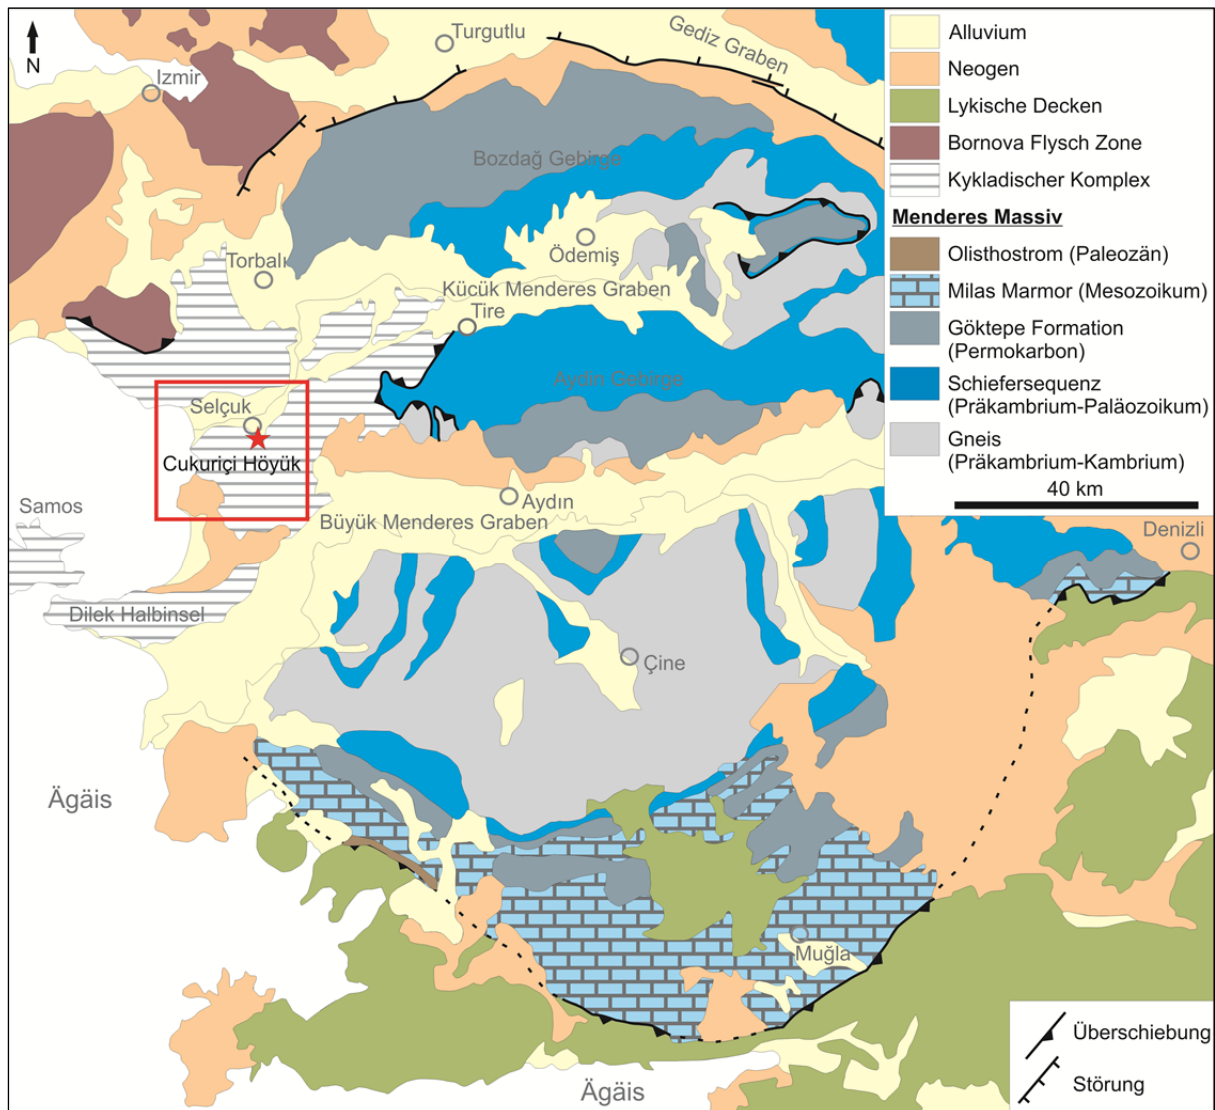 N
Turgutlu
Gediz Graben
Izmir
Bozdağ Gebirge
Torbalı
Ödemiş
Kücük Menderes Graben
Tire
Aydin Gebirge
Selçuk
Cukuriçi Höyük
Samos
Aydın
Büyük Menderes Graben
Denizli
Dilek Halbinsel
Çine
Ägäis
Muğla
Ägäis
Alluvium
Neogen
Lykische Decken
Bornova Flysch Zone
Kykladischer Komplex
Menderes Massiv
Olisthostrom (Paleozän)
Milas Marmor (Mesozoikum)
Göktepe Formation
(Permokarbon)
Schiefersequenz
(Präkambrium-Paläozoikum)
Gneis
(Präkambrium-Kambrium)
40 km
Überschiebung
Störung